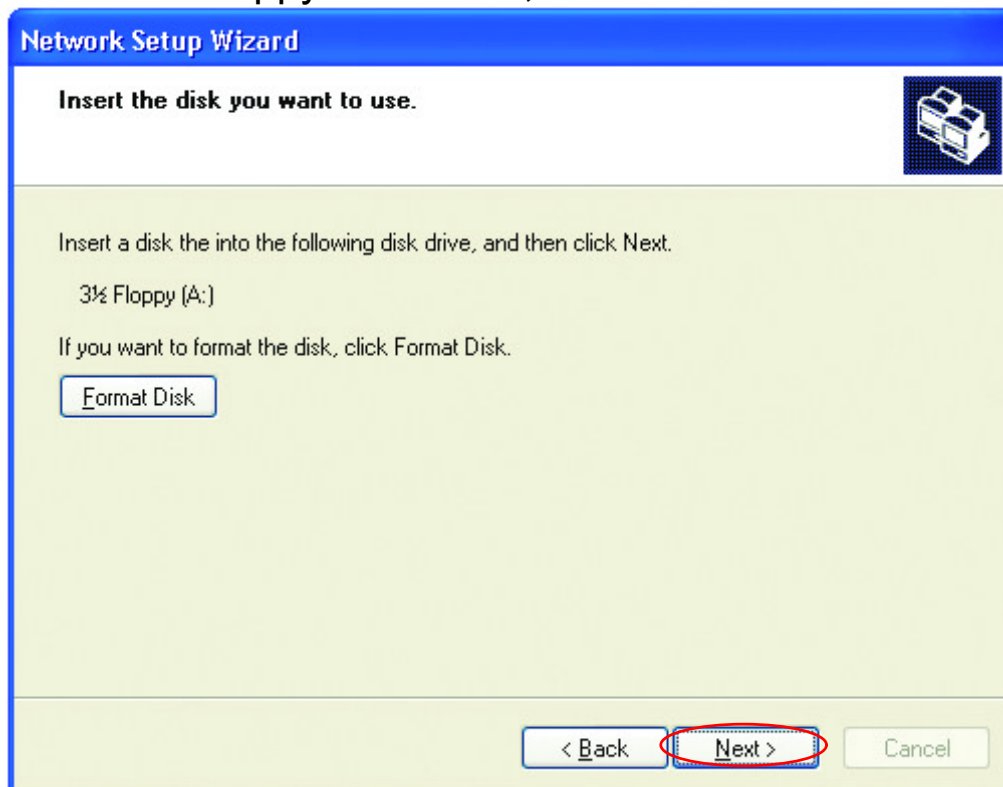 Network Setup Wizard
Insert the disk you want to use.
Insert a disk the into the following disk drive, and then click Next.
3½ Floppy (A:)
If you want to format the disk, click Format Disk.
Format Disk
< Back Next > Cancel